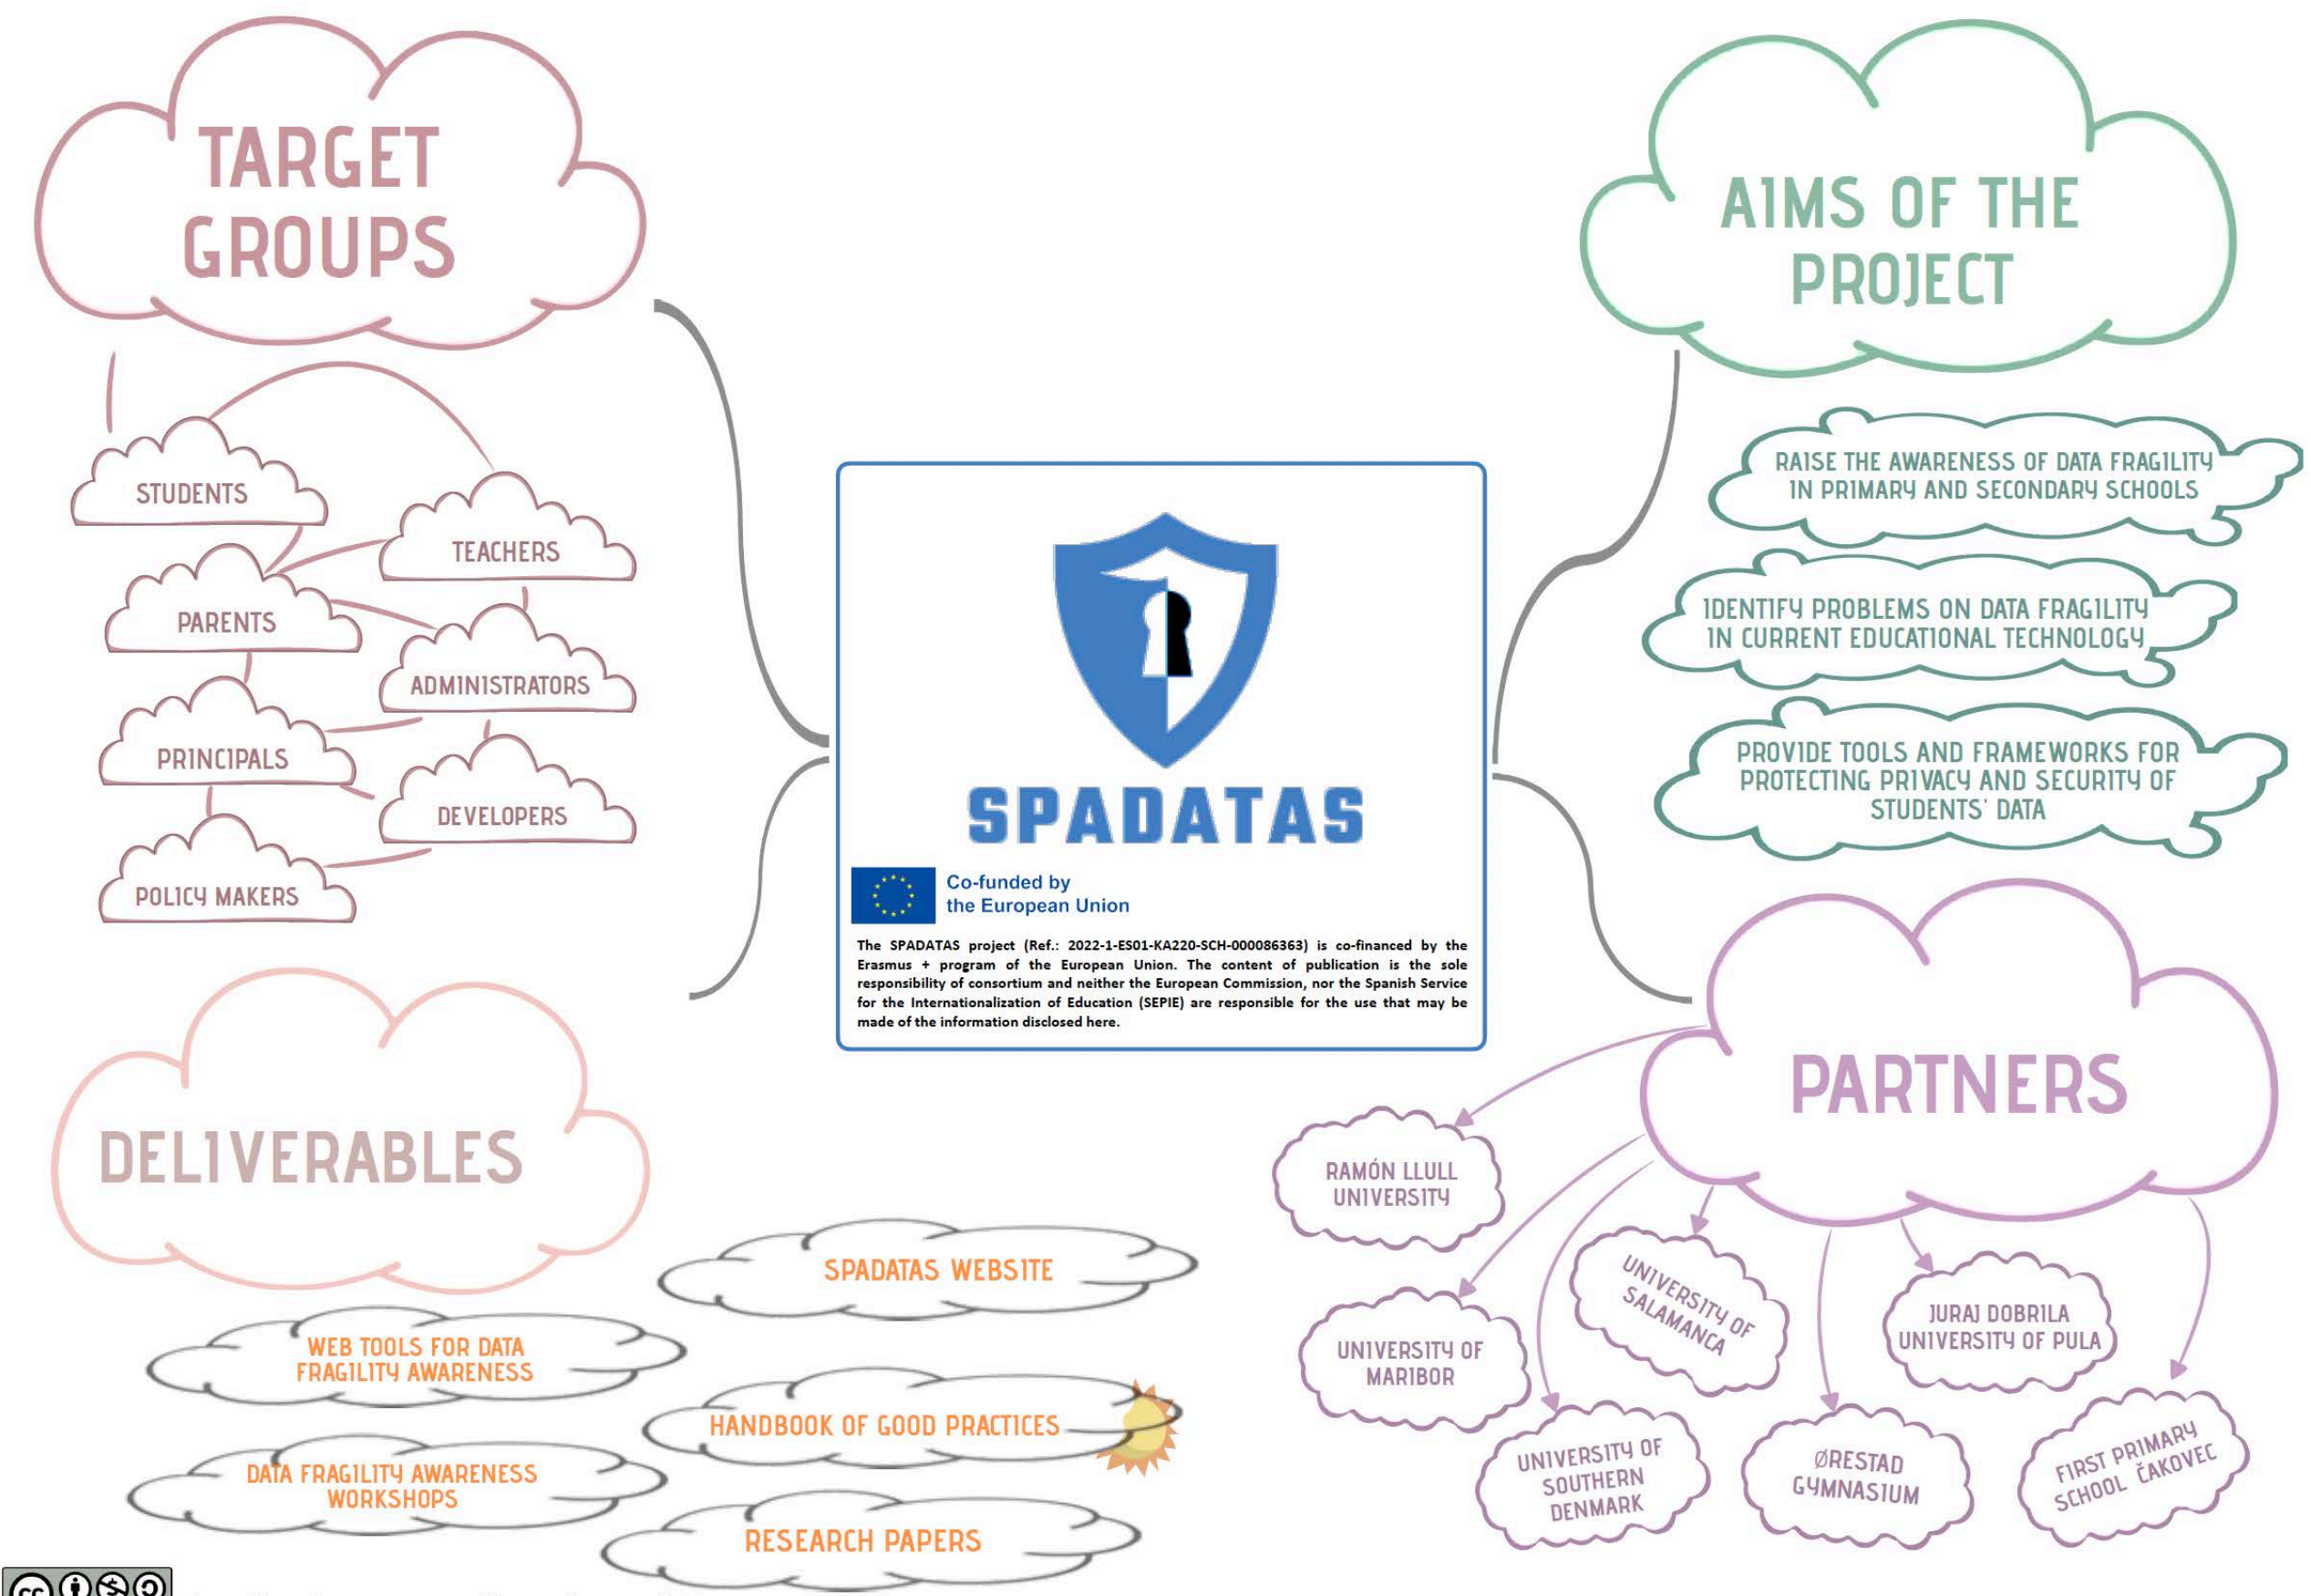 TARGET
GROUPS
STUDENTS
TEACHERS
PARENTS
ADMINISTRATORS
PRINCIPALS
DEVELOPERS
POLICY MAKERS
AIMS OF THE
PROJECT
RAISE THE AWARENESS OF DATA FRAGILITY
IN PRIMARY AND SECONDARY SCHOOLS
IDENTIFY PROBLEMS ON DATA FRAGILITY
IN CURRENT EDUCATIONAL TECHNOLOGY
PROVIDE TOOLS AND FRAMEWORKS FOR
PROTECTING PRIVACY AND SECURITY OF
STUDENTS' DATA
SPADATAS
Co-funded by
the European Union
The SPADATAS project (Ref.: 2022-1-ES01-KA220-SCH-000086363) is co-financed by the
Erasmus + program of the European Union. The content of publication is the sole
responsibility of consortium and neither the European Commission, nor the Spanish Service
for the Internationalization of Education (SEPIE) are responsible for the use that may be
made of the information disclosed here.
DELIVERABLES
SPADATAS WEBSITE
WEB TOOLS FOR DATA
FRAGILITY AWARENESS
HANDBOOK OF GOOD PRACTICES
DATA FRAGILITY AWARENESS
WORKSHOPS
RESEARCH PAPERS
PARTNERS
RAMÓN LLULL
UNIVERSITY
UNIVERSITY OF
MARIBOR
UNIVERSITY OF
SOUTHERN
DENMARK
UNIVERSITY OF
SALAMANCA
ØRESTAD
GYMNASIUM
JURAJ DOBRILA
UNIVERSITY OF PULA
FIRST PRIMARY
SCHOOL ČAKOVEC
cc